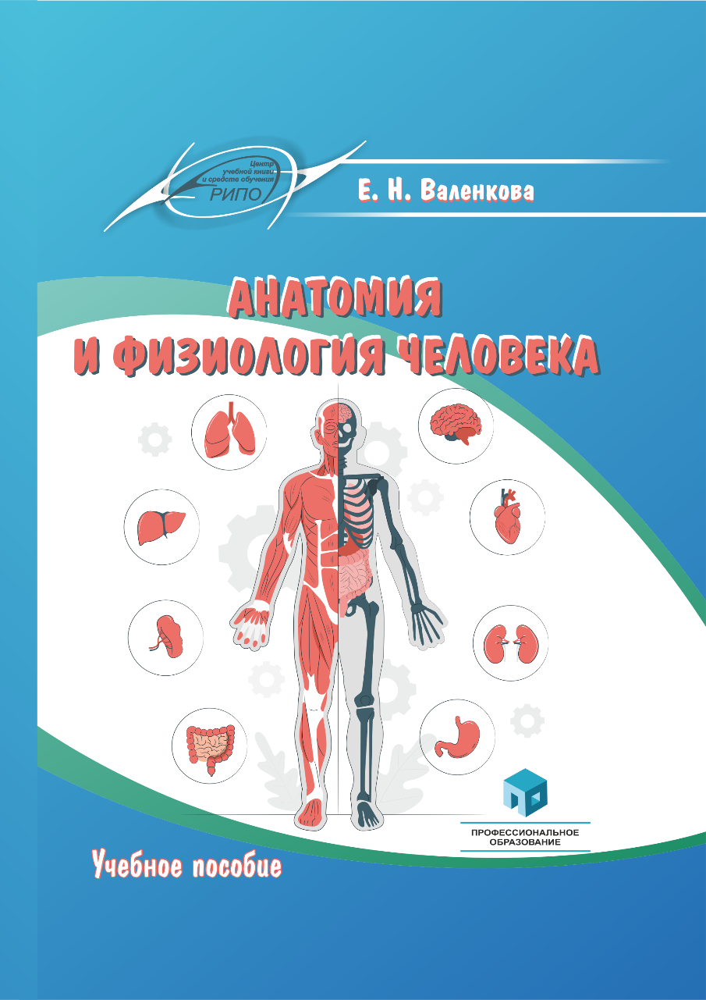 Центр
учебной книги
и средств обучения
РИПО
Е. Н. Валенкова
АНАТОМИЯ
И ФИЗИОЛОГИЯ ЧЕЛОВЕКА
ПРОФЕССИОНАЛЬНОЕ
ОБРАЗОВАНИЕ
Учебное пособие